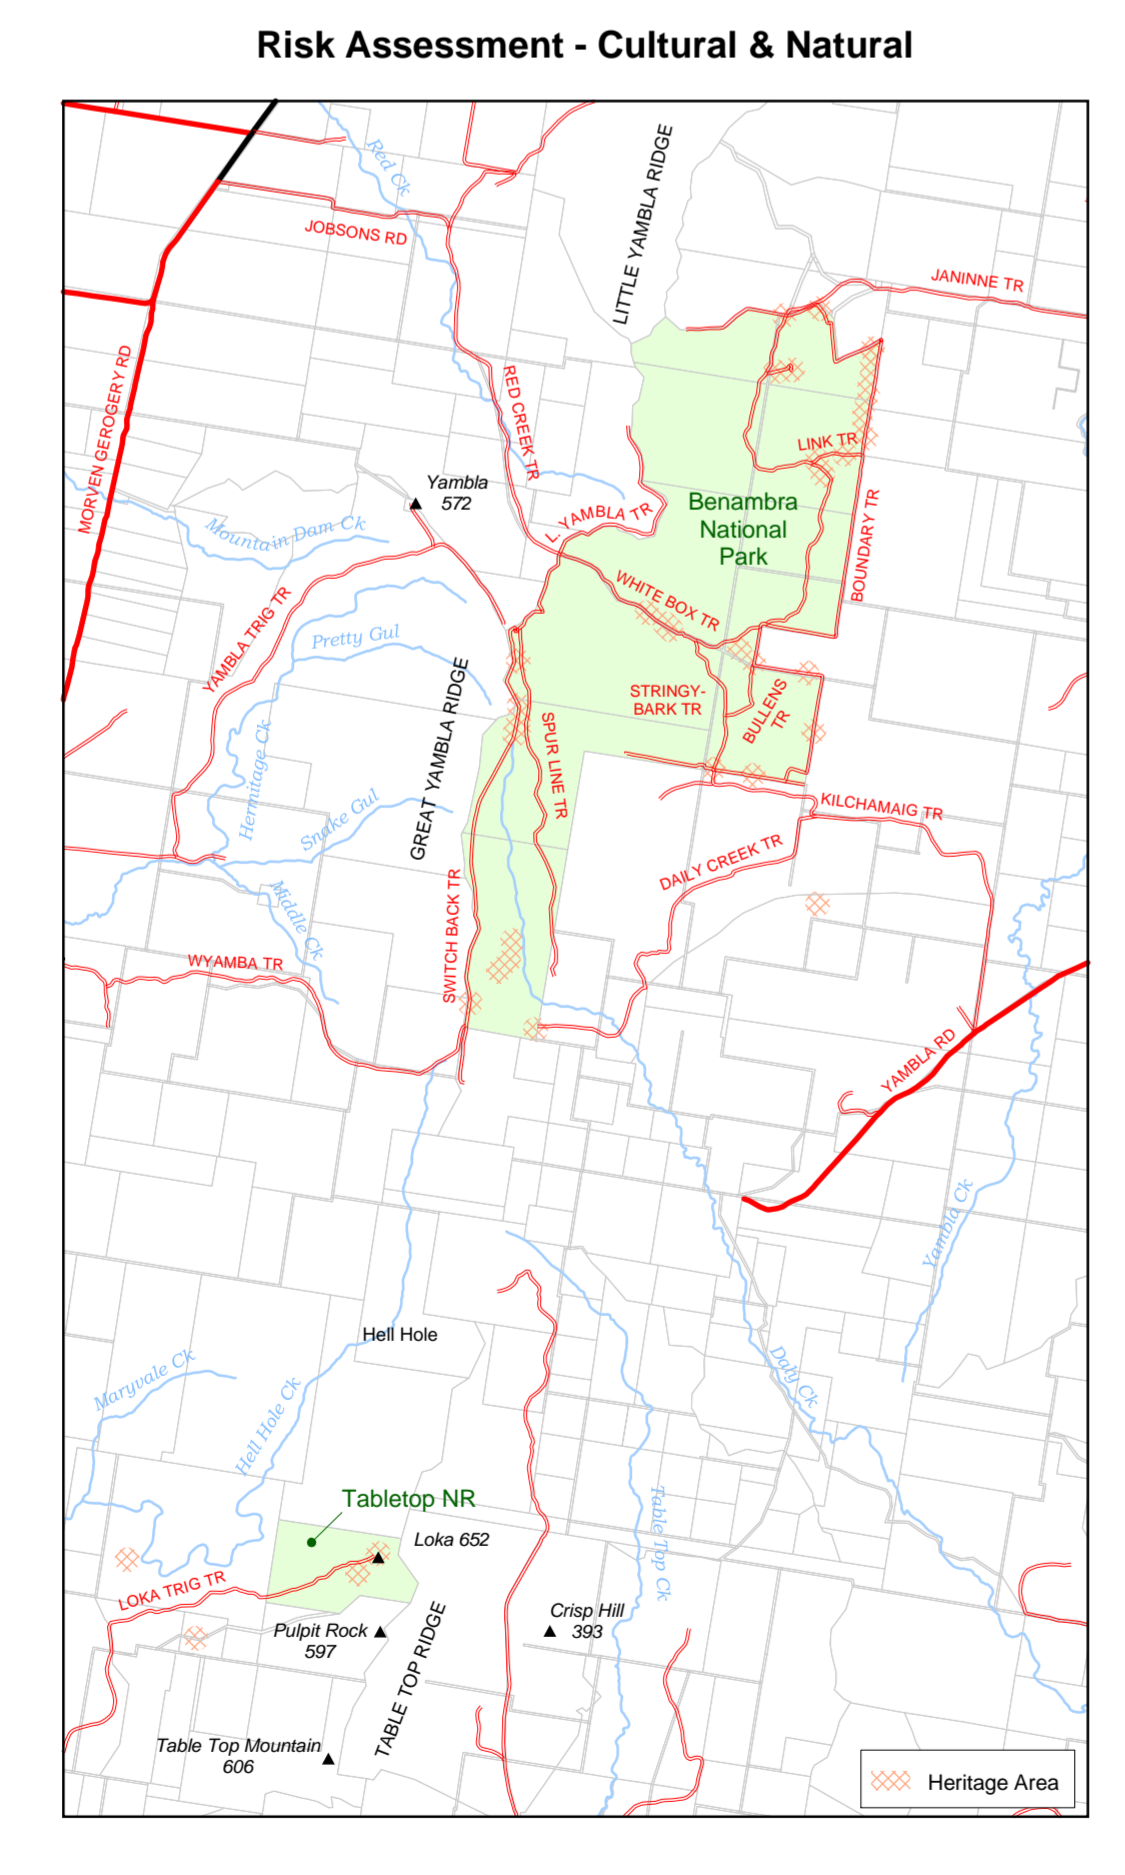 Risk Assessment - Cultural & Natural
Red Ck
LITTLE YAMBLA RIDGE
JOBSONS RD
JANINNE TR
MORVEN GEROGERY RD
RED CREEK TR
LINK TR
Yambla
572
Benambra
National
Park
L. YAMBLA TR
Mountain Dam Ck
BOUNDARY TR
WHITE BOX TR
YAMBLA TRIG TR
Pretty Gul
GREAT YAMBLA RIDGE
STRINGY-
BARK TR
BULLENS
TR
SPUR LINE TR
Hermitage Ck
Snake Gul
KILCHAMAIG TR
DAILY CREEK TR
Middle Ck
SWITCH BACK TR
WYAMBA TR
YAMBLA RD
Yambla Ck
Hell Hole
Maryvale Ck
Daly Ck
Hell Hole Ck
Tabletop NR
Loka 652
Table Top Ck
LOKA TRIG TR
Crisp Hill
393
Pulpit Rock
597
TABLE TOP RIDGE
Table Top Mountain
606
Heritage Area